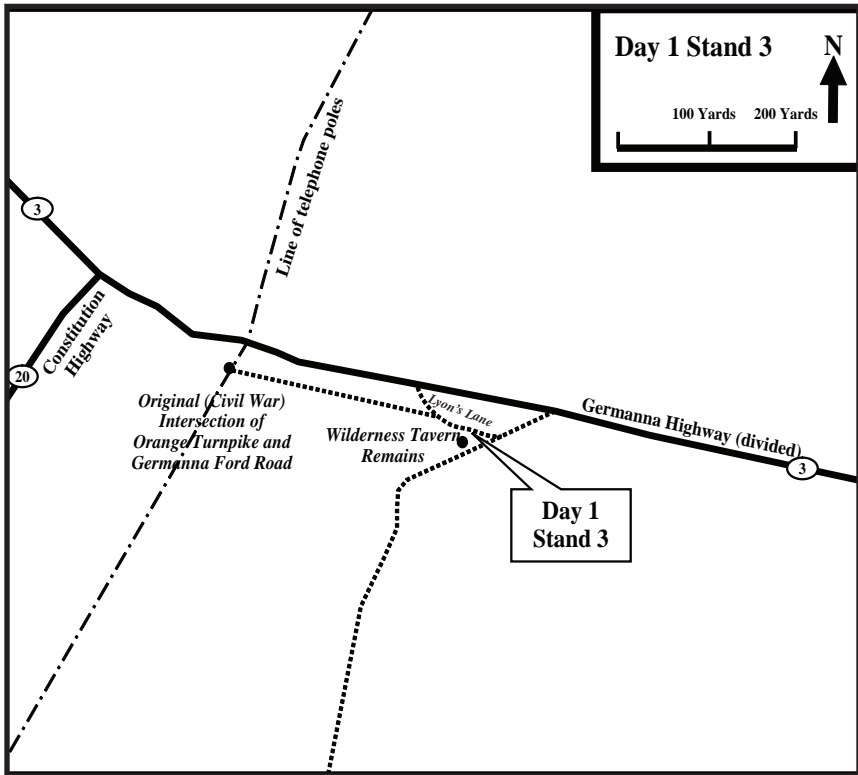 Day 1 Stand 3
N
100 Yards 200 Yards
Line of telephone poles
3
Constitution
Highway
20
Original (Civil War)
Intersection of
Orange Turnpike and
Germanna Ford Road
Lyon's Lane
Wilderness Tavern
Remains
Germanna Highway (divided)
3
Day 1
Stand 3